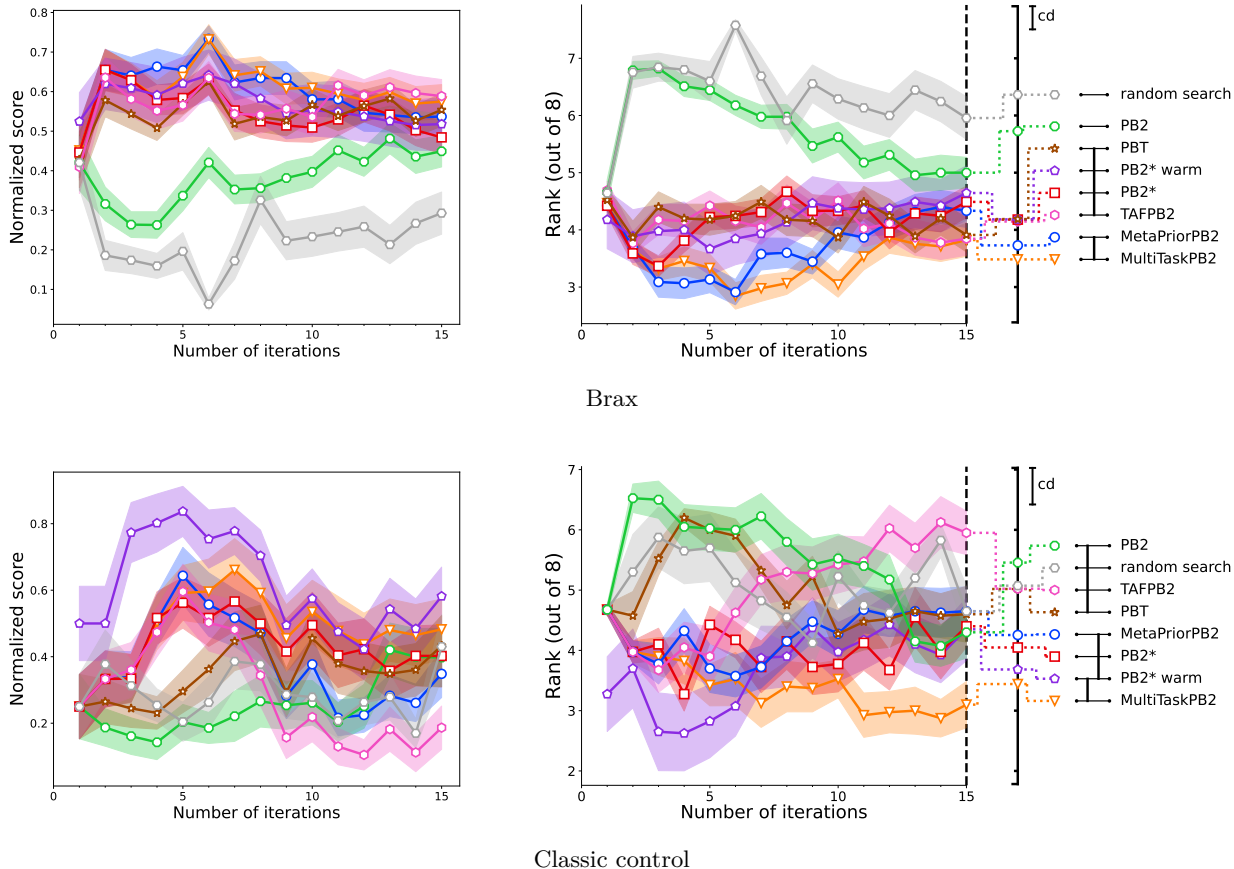 0.8
0.7
0.6
0.5
0.4
0.3
0.2
0.1
0
5
10
15
Normalized score
Number of iterations
7
6
5
4
3
0
5
10
15
Rank (out of 8)
Number of iterations
cd
random search
PB2
PBT
PB2* warm
PB2*
TAFPB2
MetaPriorPB2
MultiTaskPB2
Brax
0.8
0.6
0.4
0.2
0
5
10
15
Normalized score
Number of iterations
7
6
5
4
3
2
0
5
10
15
Rank (out of 8)
Number of iterations
cd
PB2
random search
TAFPB2
PBT
MetaPriorPB2
PB2*
PB2* warm
MultiTaskPB2
Classic control